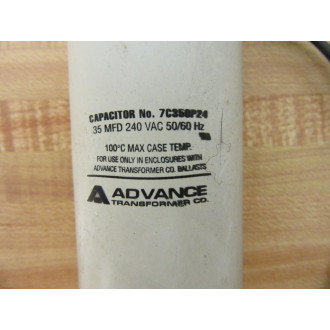 CAPACITOR No. 7C350P24
35 MFD 240 VAC 50/60 Hz
100°C MAX CASE TEMP.
FOR USE ONLY IN ENCLOSURES WITH
ADVANCE TRANSFORMER CO. BALLASTS
ADVANCE
TRANSFORMER CO.